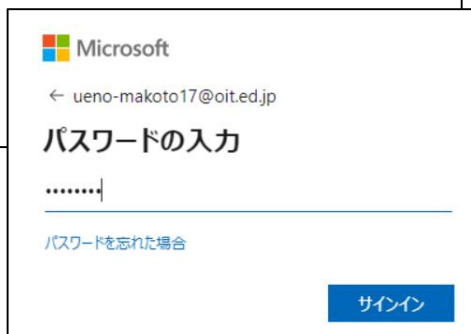 Microsoft
← ueno-makoto17@oit.ed.jp
パスワードの入力
••••••••
パスワードを忘れた場合
サインイン